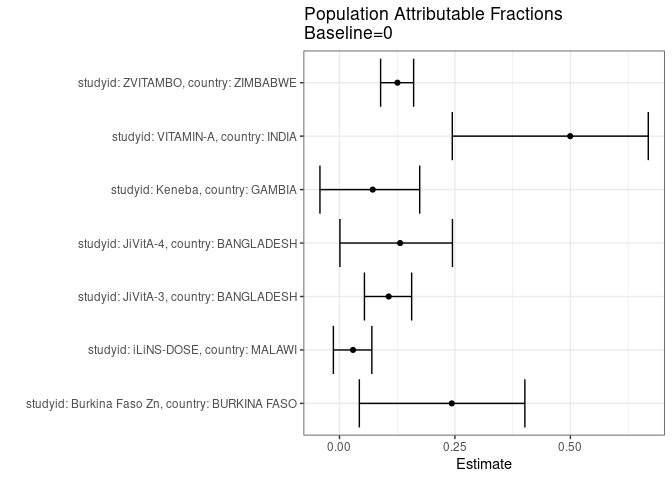 Population Attributable Fractions
Baseline=0
studyid: ZVITAMBO, country: ZIMBABWE
studyid: VITAMIN-A, country: INDIA
studyid: Keneba, country: GAMBIA
studyid: JiVitA-4, country: BANGLADESH
studyid: JiVitA-3, country: BANGLADESH
studyid: iLiNS-DOSE, country: MALAWI
studyid: Burkina Faso Zn, country: BURKINA FASO
0.00 0.25 0.50
Estimate